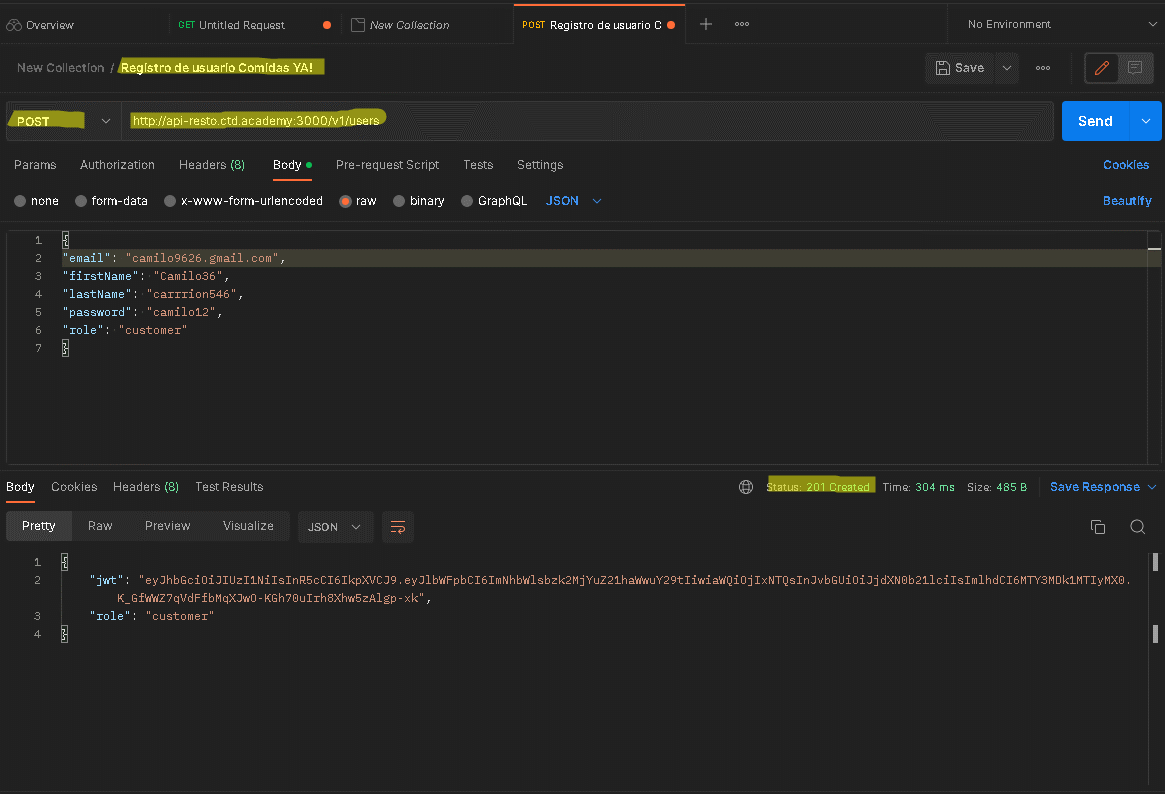 Overview
GET Untitled Request
New Collection
POST Registro de usuario C
No Environment
New Collection / Registro de usuario Comidas YA!
Save
POST
http://api-resto.ctd.academy:3000/v1/users
Send
Params Authorization Headers (8) Body Pre-request Script Tests Settings Cookies
none form-data x-www-form-urlencoded raw binary GraphQL JSON Beautify
1 {
2 "email": "camilo9626.gmail.com",
3 "firstName": "Camilo36",
4 "lastName": "carrrion546",
5 "password": "camilo12",
6 "role": "customer"
7 }
Body Cookies Headers (8) Test Results Status: 201 Created Time: 304 ms Size: 485 B Save Response
Pretty Raw Preview Visualize JSON
1 {
2 "jwt": "eyJhbGciOiJIUzI1NiIsInR5cCI6IkpXVCJ9.eyJlbWFpbCI6ImNhbWlsbzk2MjYuZ21haWwuY29tIiwiaWQiOjIxNTQsInJvbGUiOiJjdXN0b21lciIsImlhdCI6MTY3MDk1MTIyMX0.
K_GfWWZ7qVdFfbMqXJwO-KGh70uIrh8Xhw5zAlgp-xk",
3 "role": "customer"
4 }